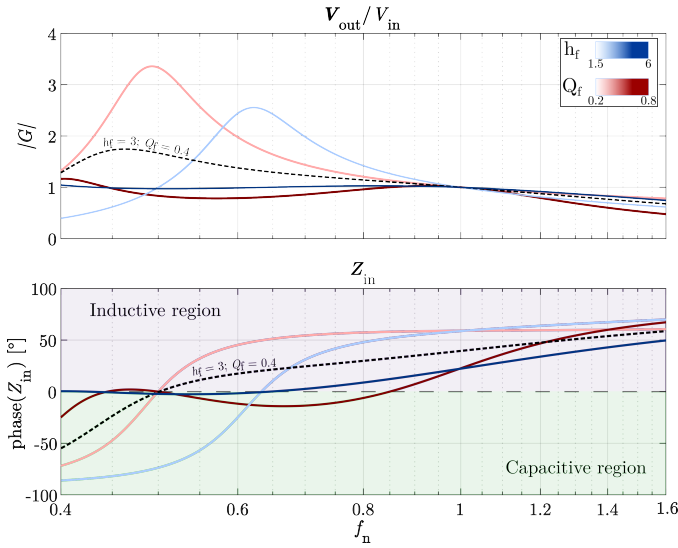 V_out / V_in
4
3
2
1
0
|G|
h_f
1.5 6
Q_f
0.2 0.8
h_f = 3; Q_f = 0.4
Z_in
100
50
0
-50
-100
phase(Z_in) [°]
Inductive region
h_f = 3; Q_f = 0.4
Capacitive region
0.4 0.6 0.8 1 1.2 1.4 1.6
f_n